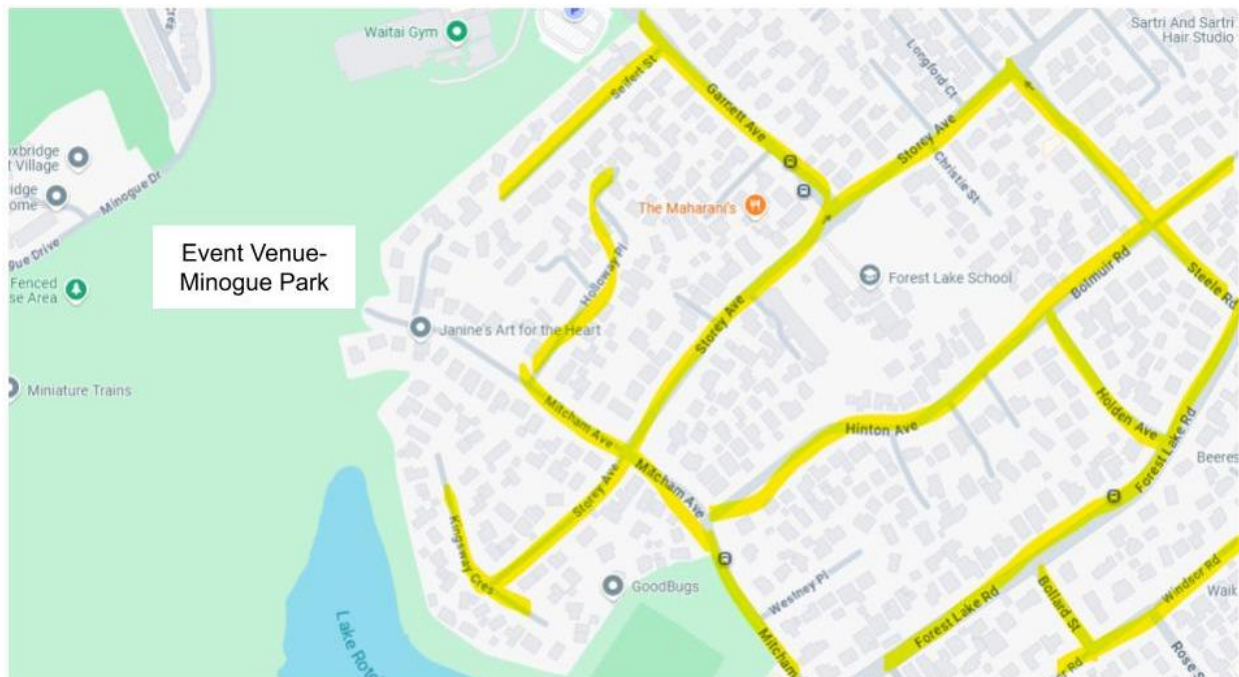 Waitai Gym
Sartri And Sartri
Hair Studio
Longford Ct
Seifert St
Garnett Ave
Storey Ave
Christie St
oxbridge
t Village
idge
ome
Minogue Dr
gue Drive
The Maharani's
Event Venue-
Minogue Park
Fenced
se Area
Holloway Pl
Forest Lake School
Bolmuir Rd
Steele Rd
Janine's Art for the Heart
Storey Ave
Miniature Trains
Mitcham Ave
Hinton Ave
Holden Ave
Forest Lake Rd
Beeres
Mitcham Ave
Storey Ave
Kingsway Cres
GoodBugs
Westney Pl
Lake Roto
Mitcham
Forest Lake Rd
Bollard St
Windsor Rd
Waik
Rose S
r Rd